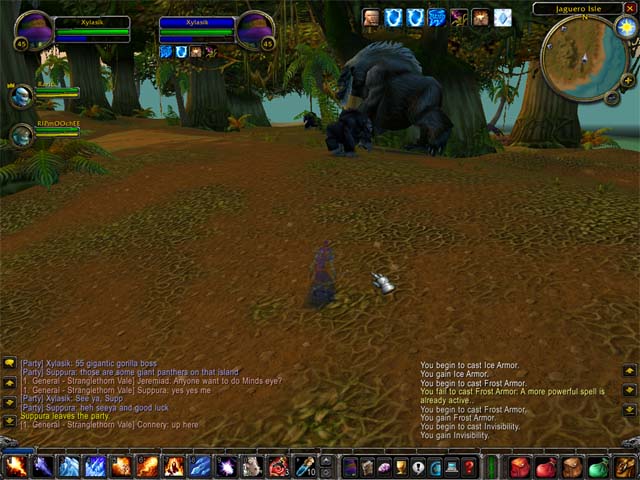 Xylasik
45
Xylasik
45
Jaguero Isle
N
RIPmOOchEE
[Party] Xylasik: 55 gigantic gorilla boss
[Party] Suppura: those are some giant panthers on that island
[1. General - Stranglethorn Vale] Jeremiad: Anyone want to do Minds eye?
[1. General - Stranglethorn Vale] Suppura: yes yes me
[Party] Xylasik: See ya, Supp
[Party] Suppura: heh seeya and good luck
Suppura leaves the party.
[1. General - Stranglethorn Vale] Connery: up here
You begin to cast Ice Armor.
You gain Ice Armor.
You begin to cast Frost Armor.
You fail to cast Frost Armor: A more powerful spell is
already active..
You begin to cast Frost Armor.
You gain Frost Armor.
You begin to cast Invisibility.
You gain Invisibility.